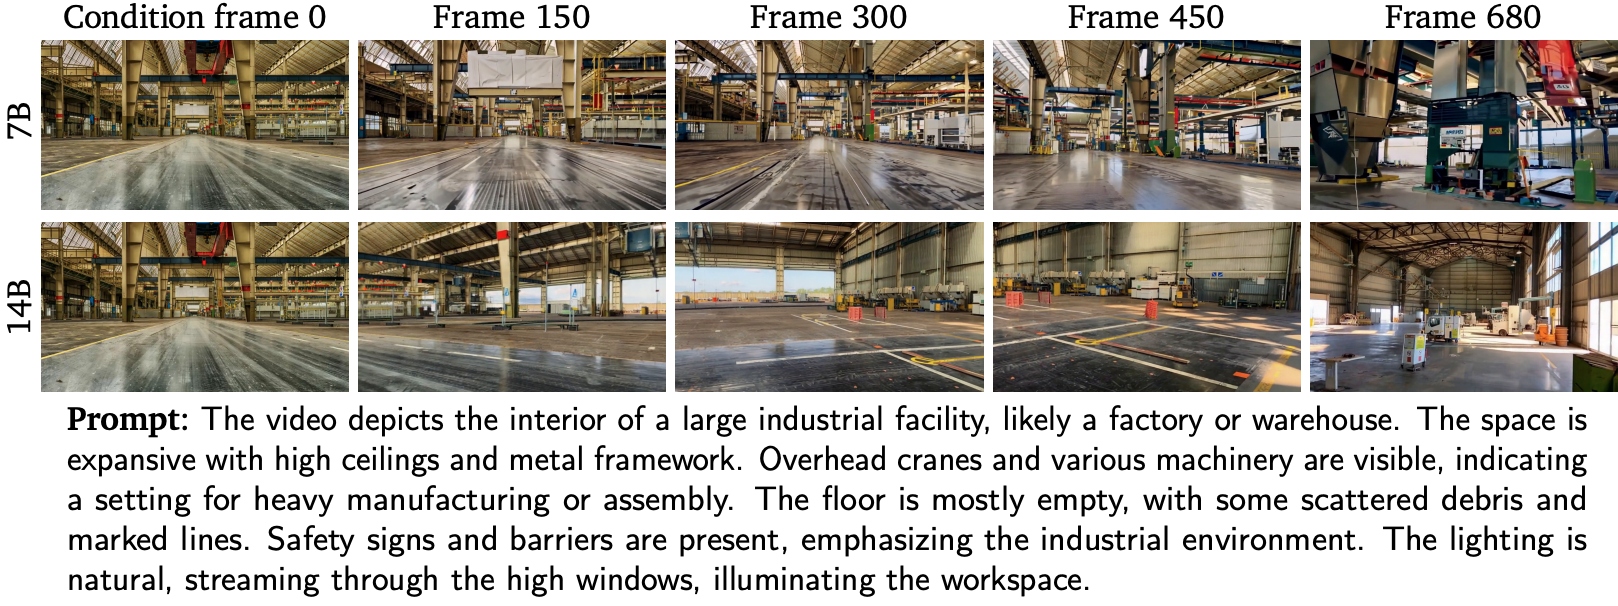 Condition frame 0 Frame 150 Frame 300 Frame 450 Frame 680
7B
14B
Prompt: The video depicts the interior of a large industrial facility, likely a factory or warehouse. The space is
expansive with high ceilings and metal framework. Overhead cranes and various machinery are visible, indicating
a setting for heavy manufacturing or assembly. The floor is mostly empty, with some scattered debris and
marked lines. Safety signs and barriers are present, emphasizing the industrial environment. The lighting is
natural, streaming through the high windows, illuminating the workspace.